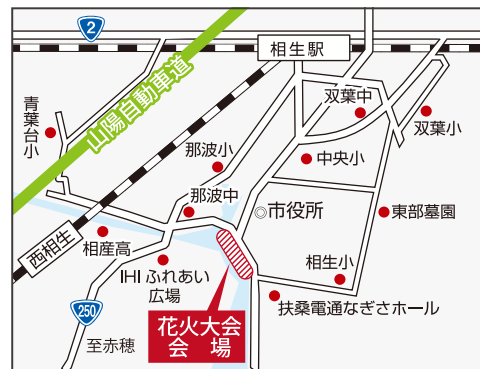 2
相生駅
山陽自動車道
青葉
台小
双葉中
双葉小
那波小
中央小
那波中
◎市役所
東部墓園
西相生
相産高
相生小
IHIふれあい
広場
扶桑電通なぎさホール
250
花火大会
会場
至赤穂